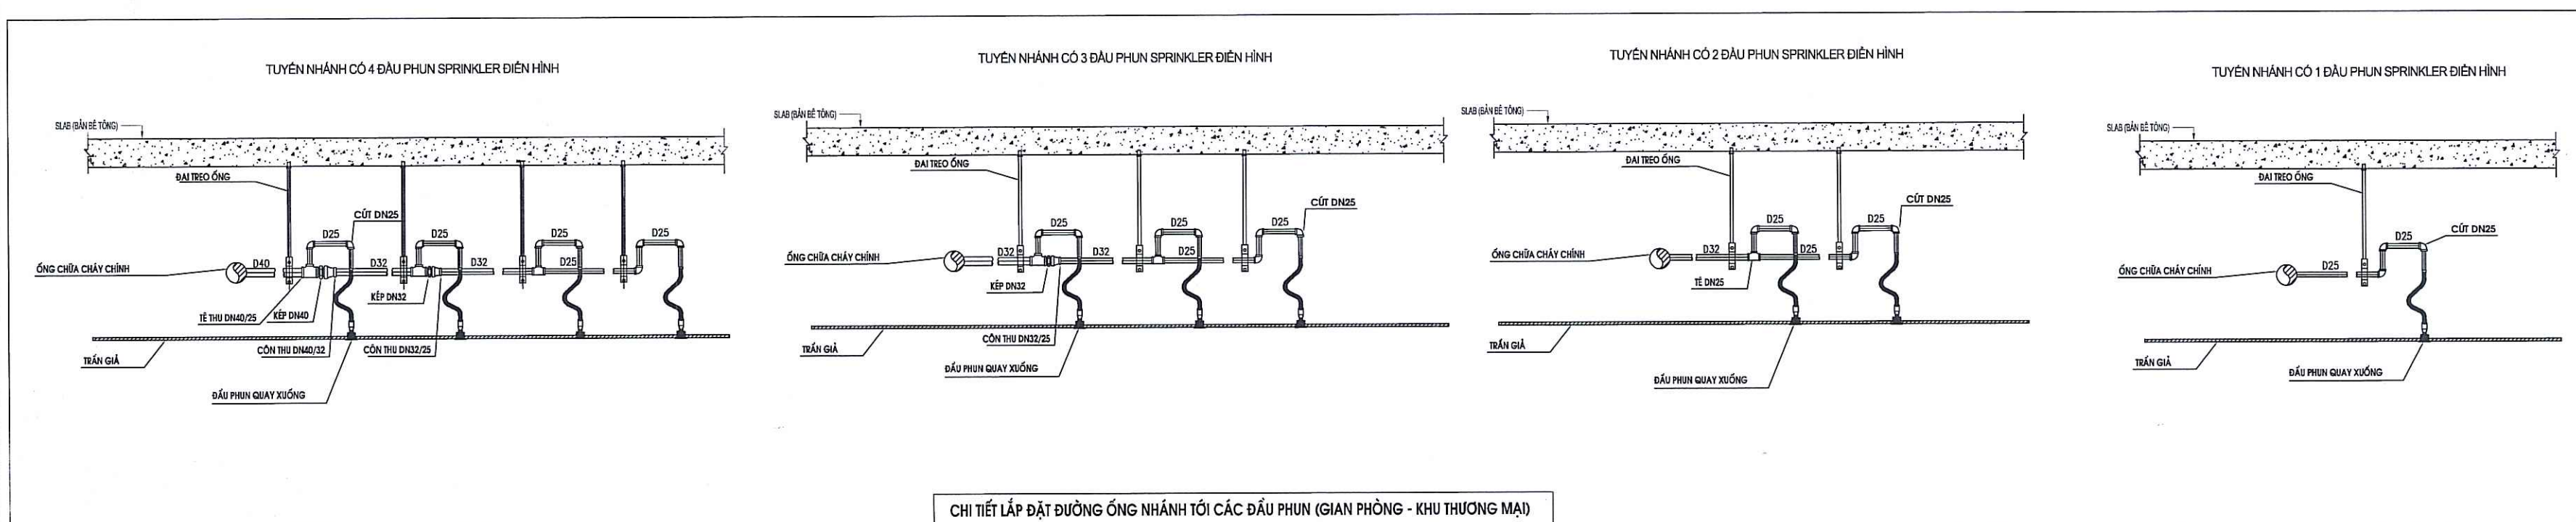 TUYẾN NHÁNH CÓ 4 ĐẦU PHUN SPRINKLER ĐIỂN HÌNH
SLAB (BẢN BÊ TÔNG)
ĐAI TREO ỐNG
CÚT DN25
D25
D25
D25
D25
ỐNG CHỮA CHÁY CHÍNH
D40
D32
D32
D25
TÊ THU DN40/25
KÉP DN40
KÉP DN32
CÔN THU DN40/32
CÔN THU DN32/25
TRẦN GIẢ
ĐẦU PHUN QUAY XUỐNG
TUYẾN NHÁNH CÓ 3 ĐẦU PHUN SPRINKLER ĐIỂN HÌNH
SLAB (BẢN BÊ TÔNG)
ĐAI TREO ỐNG
CÚT DN25
D25
D25
D25
ỐNG CHỮA CHÁY CHÍNH
D32
D32
D25
KÉP DN32
CÔN THU DN32/25
TRẦN GIẢ
ĐẦU PHUN QUAY XUỐNG
TUYẾN NHÁNH CÓ 2 ĐẦU PHUN SPRINKLER ĐIỂN HÌNH
SLAB (BẢN BÊ TÔNG)
ĐAI TREO ỐNG
CÚT DN25
D25
D25
ỐNG CHỮA CHÁY CHÍNH
D32
D25
TÊ DN25
TRẦN GIẢ
ĐẦU PHUN QUAY XUỐNG
TUYẾN NHÁNH CÓ 1 ĐẦU PHUN SPRINKLER ĐIỂN HÌNH
SLAB (BẢN BÊ TÔNG)
ĐAI TREO ỐNG
CÚT DN25
D25
ỐNG CHỮA CHÁY CHÍNH
D25
TRẦN GIẢ
ĐẦU PHUN QUAY XUỐNG
CHI TIẾT LẮP ĐẶT ĐƯỜNG ỐNG NHÁNH TỚI CÁC ĐẦU PHUN (GIAN PHÒNG - KHU THƯƠNG MẠI)